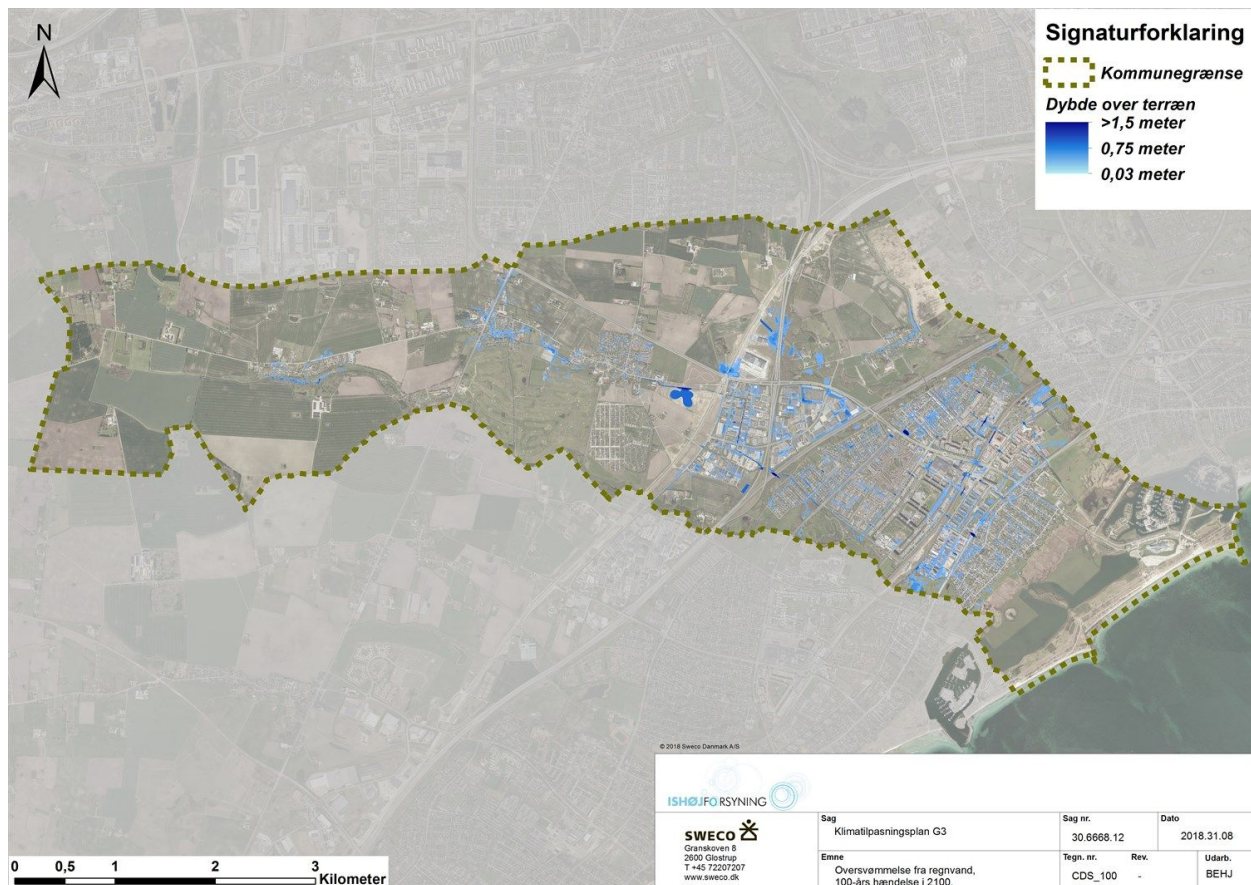 N
Signaturforklaring
Kommunegrænse
Dybde over terræn
>1,5 meter
0,75 meter
0,03 meter
© 2018 Sweco Danmark A/S
ISHØJFORSYNING
SWECO
Granskoven 8
2600 Glostrup
T +45 72207207
www.sweco.dk
Sag
Klimatilpasningsplan G3
Sag nr.
30.6668.12
Dato
2018.31.08
Emne
Oversvømmelse fra regnvand,
100-års hændelse i 2100.
Tegn. nr.
CDS_100
Rev.
-
Udarb.
BEHJ
0 0,5 1 2 3
Kilometer